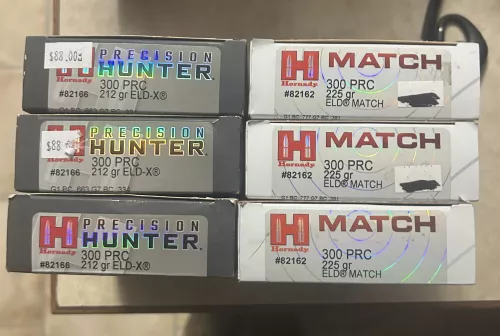 $88.00
PRECISION
HUNTER
Hornady
300 PRC
#82166 212 gr ELD-X®
H
Hornady
MATCH
300 PRC
#82162 225 gr
ELD® MATCH
$88.
PRECISION
HUNTER
Hornady
300 PRC
#82166 212 gr ELD-X®
H
Hornady
MATCH
300 PRC
#82162 225 gr
ELD® MATCH
H
Hornady
PRECISION
HUNTER
300 PRC
#82166 212 gr ELD-X®
H
Hornady
MATCH
300 PRC
#82162 225 gr
ELD® MATCH